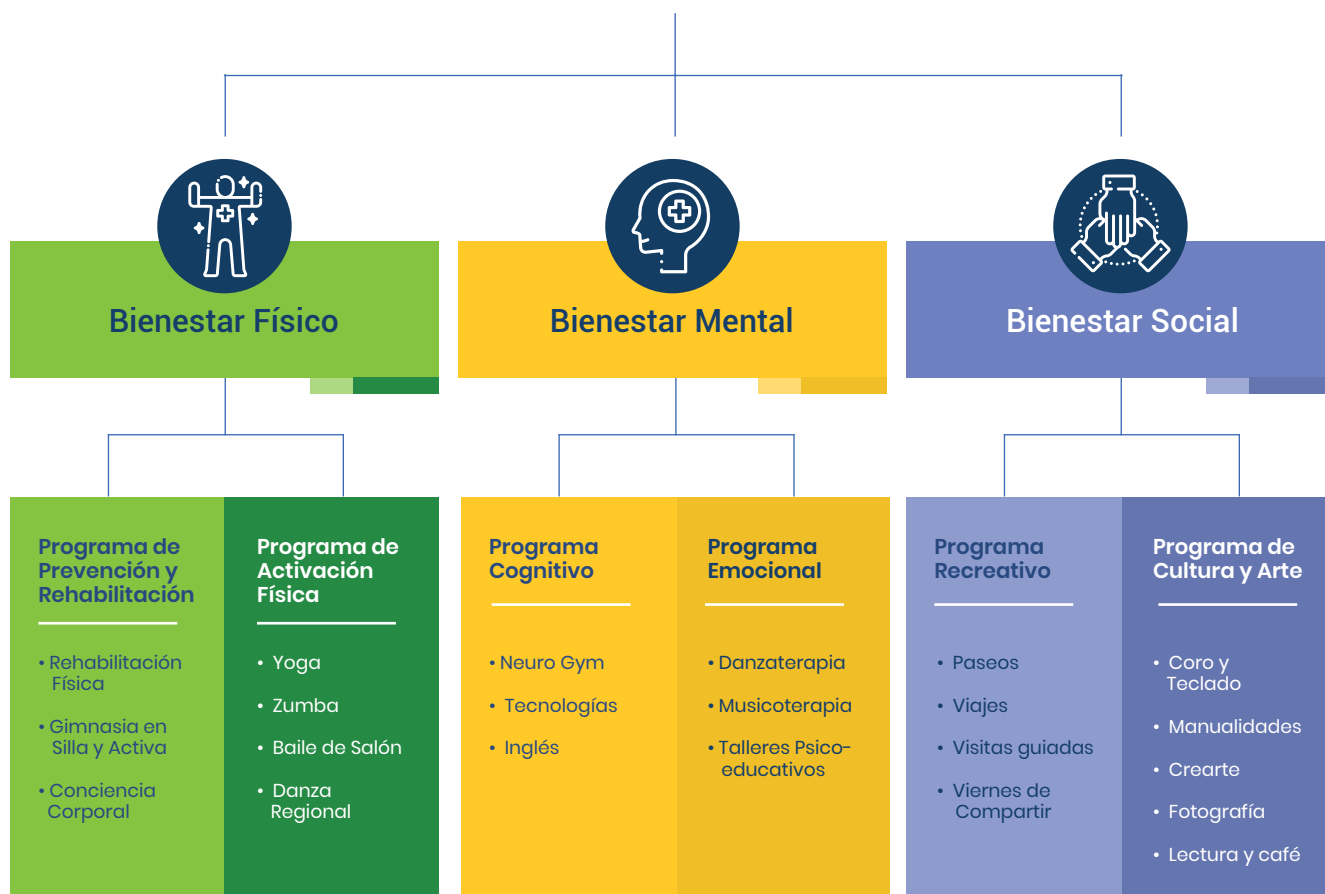 Bienestar Físico
Bienestar Mental
Bienestar Social
Programa de
Prevención y
Rehabilitación
• Rehabilitación
Física
• Gimnasia en
Silla y Activa
• Conciencia
Corporal
Programa de
Activación
Física
• Yoga
• Zumba
• Baile de Salón
• Danza
Regional
Programa
Cognitivo
• Neuro Gym
• Tecnologías
• Inglés
Programa
Emocional
• Danzaterapia
• Musicoterapia
• Talleres Psico-
educativos
Programa
Recreativo
• Paseos
• Viajes
• Visitas guiadas
• Viernes de
Compartir
Programa de
Cultura y Arte
• Coro y
Teclado
• Manualidades
• Crearte
• Fotografía
• Lectura y café